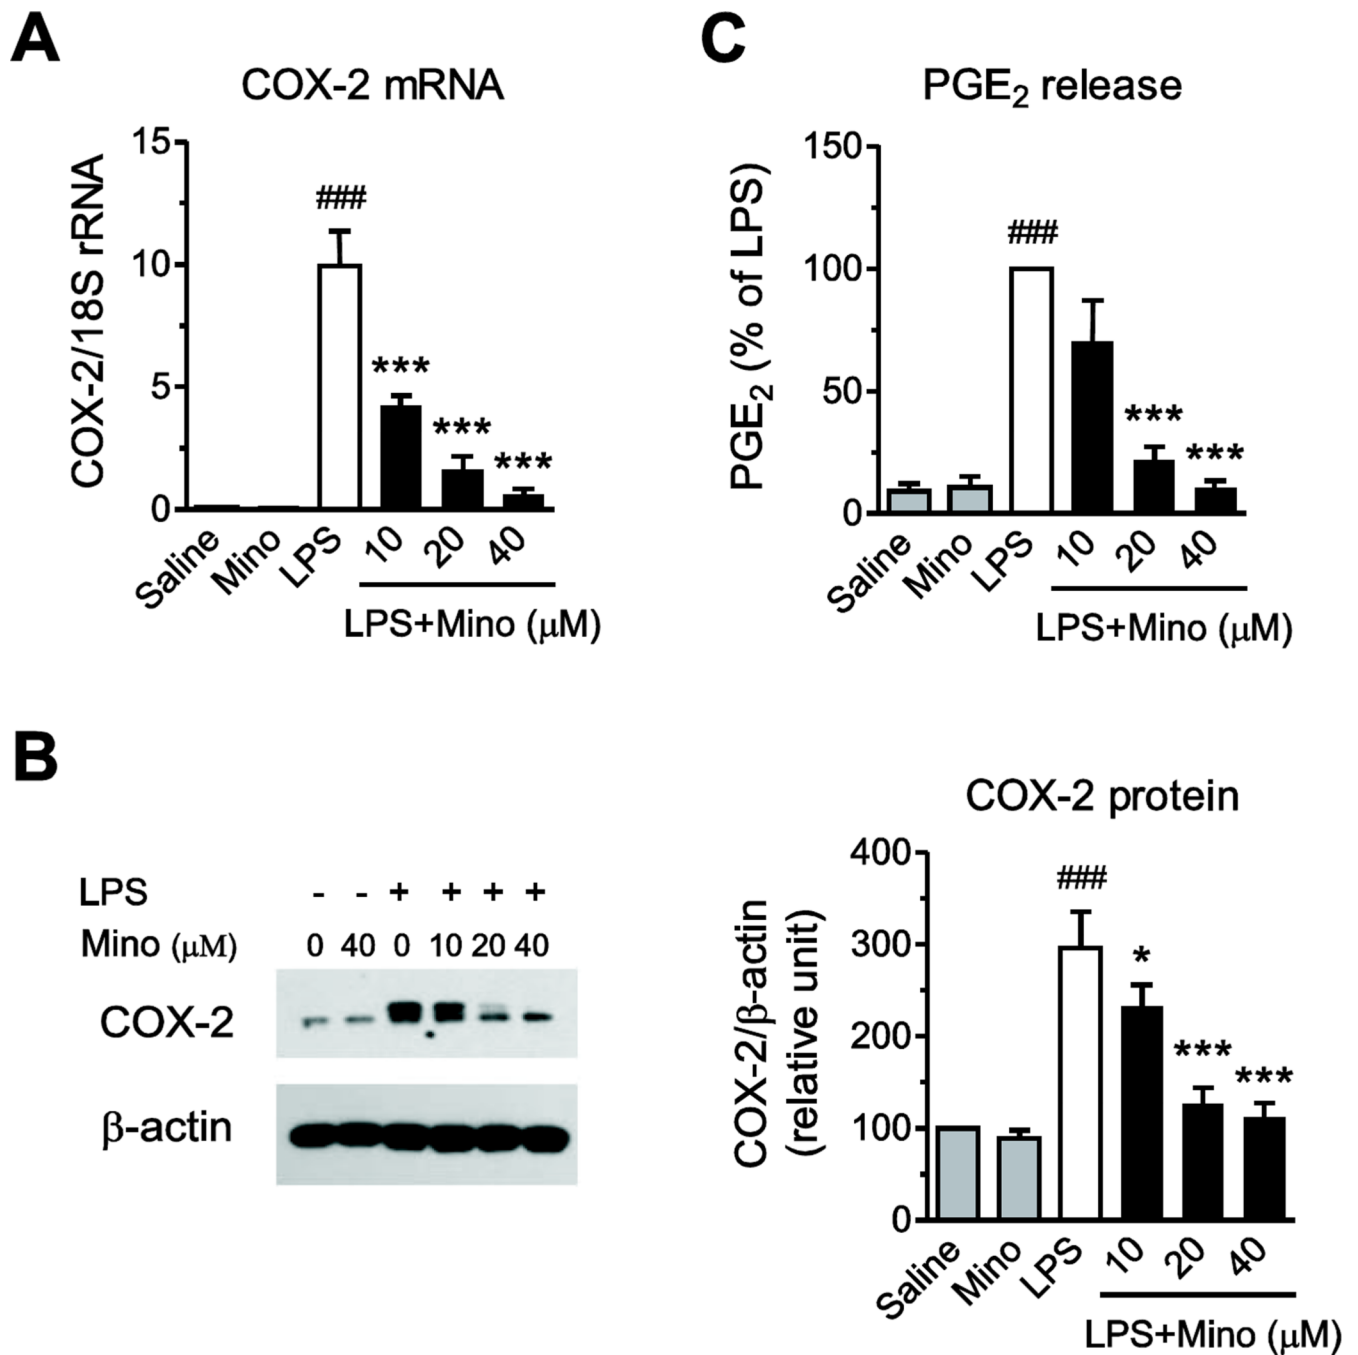 A
COX-2 mRNA
COX-2/18S rRNA
15
10
5
0
###
***
***
***
Saline
Mino
LPS
10
20
40
LPS+Mino (µM)
C
PGE₂ release
PGE₂ (% of LPS)
150
100
50
0
###
***
***
Saline
Mino
LPS
10
20
40
LPS+Mino (µM)
B
LPS - - + + + +
Mino (µM) 0 40 0 10 20 40
COX-2
β-actin
COX-2 protein
COX-2/β-actin
(relative unit)
400
300
200
100
0
###
*
***
***
Saline
Mino
LPS
10
20
40
LPS+Mino (µM)